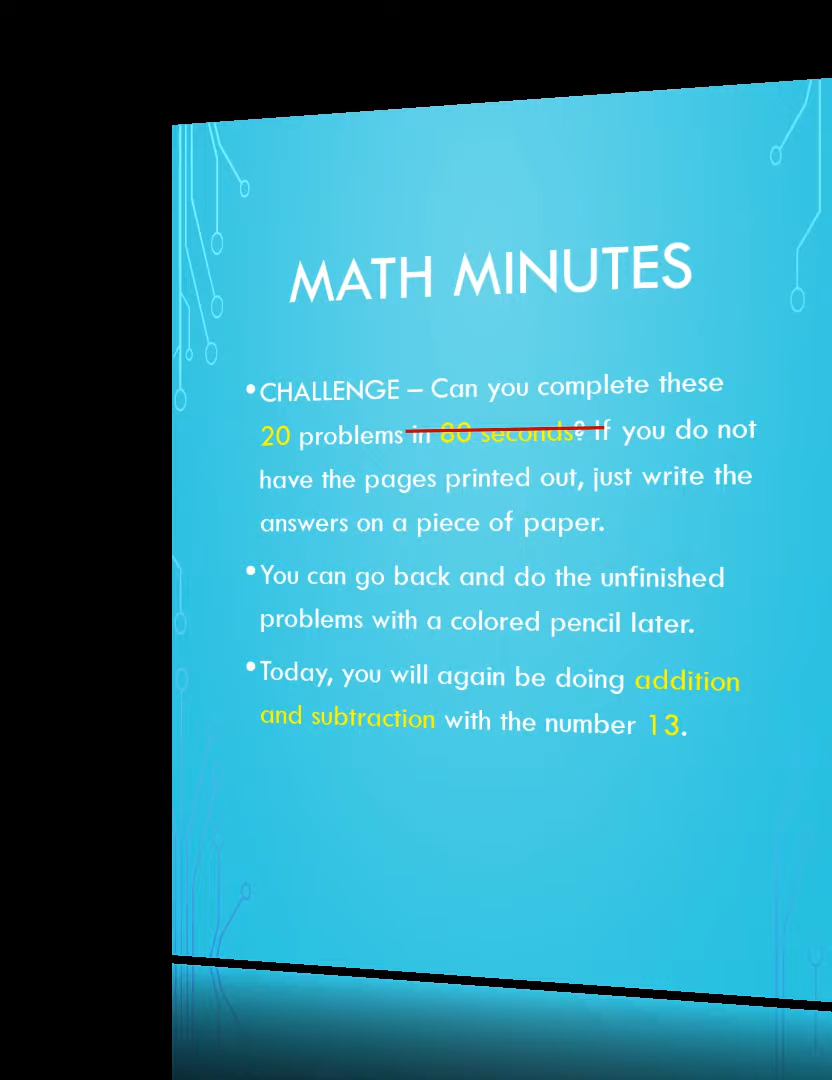 MATH MINUTES
•CHALLENGE – Can you complete these
20 problems in 80 seconds? If you do not
have the pages printed out, just write the
answers on a piece of paper.
•You can go back and do the unfinished
problems with a colored pencil later.
•Today, you will again be doing addition
and subtraction with the number 13.